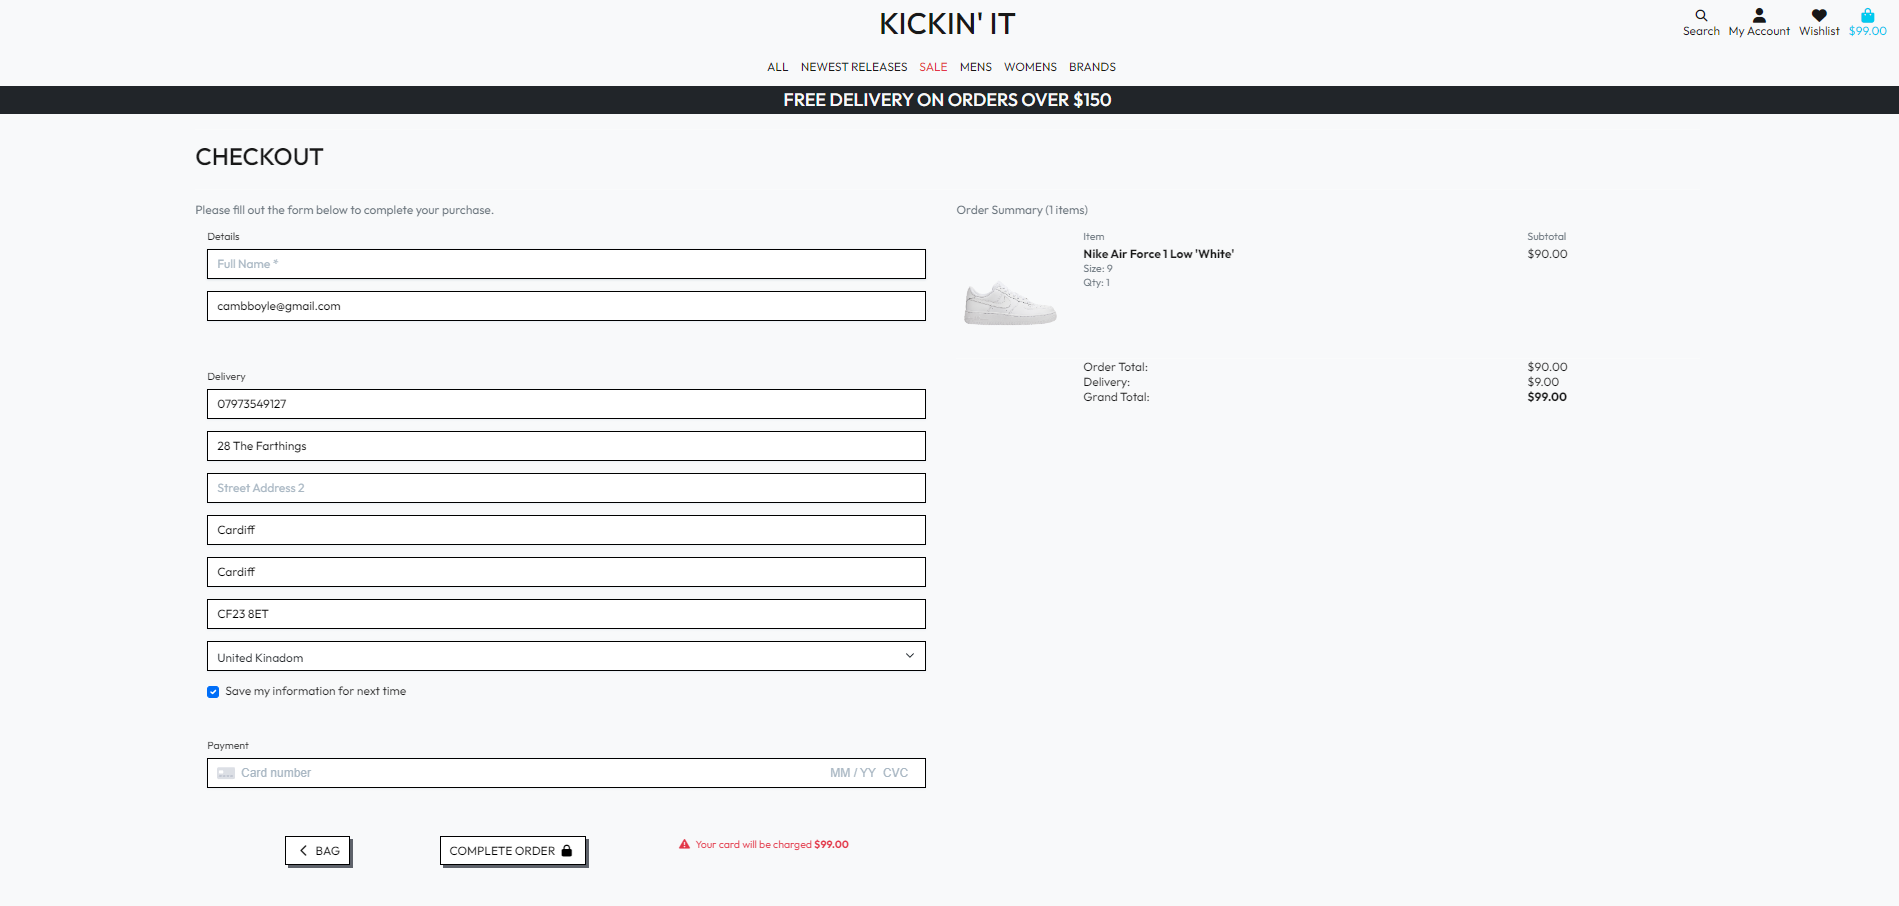 KICKIN' IT
Search My Account Wishlist $99.00
ALL NEWEST RELEASES SALE MENS WOMENS BRANDS
FREE DELIVERY ON ORDERS OVER $150
CHECKOUT
Please fill out the form below to complete your purchase.
Details
Full Name *
cambboyle@gmail.com
Delivery
07973549127
28 The Farthings
Street Address 2
Cardiff
Cardiff
CF23 8ET
United Kingdom
Save my information for next time
Payment
Card number MM / YY CVC
BAG COMPLETE ORDER Your card will be charged $99.00
Order Summary (1 items)
Item Subtotal
Nike Air Force 1 Low 'White' $90.00
Size: 9
Qty: 1
Order Total: $90.00
Delivery: $9.00
Grand Total: $99.00